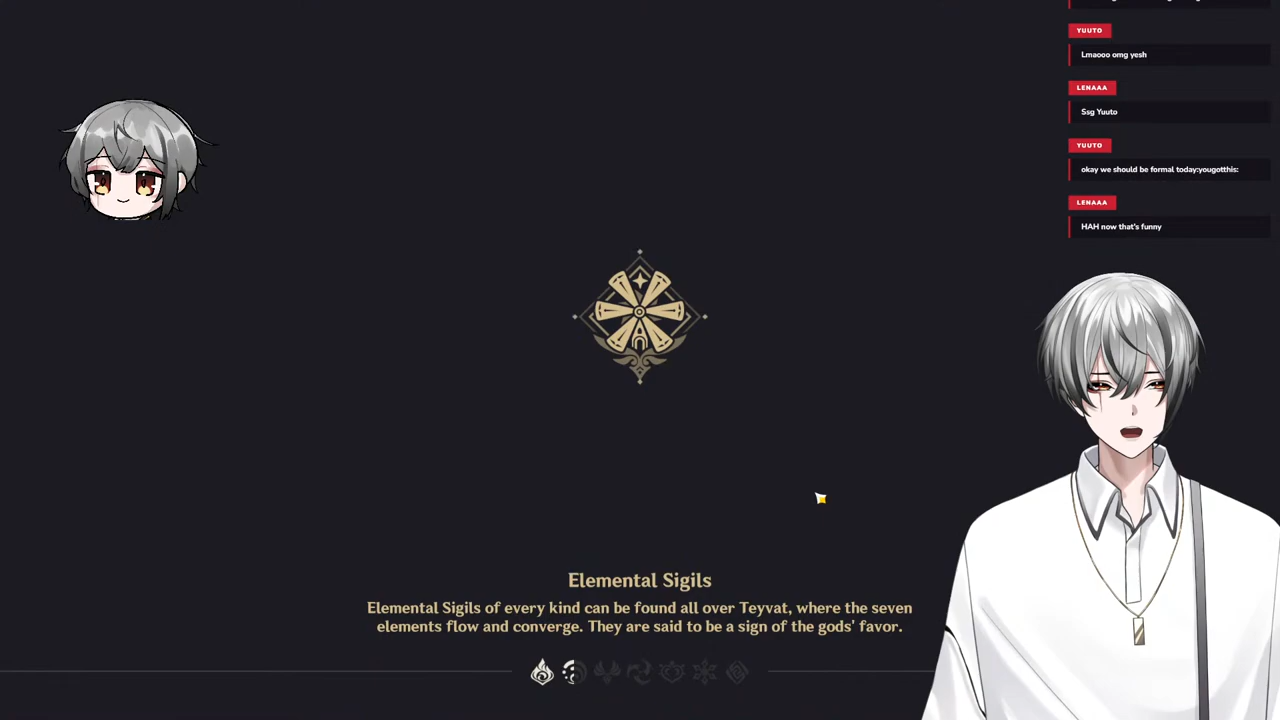 YUUTO
Lmaooo omg yesh
LENAAA
Ssg Yuuto
YUUTO
okay we should be formal today:yougotthis:
LENAAA
HAH now that's funny
Elemental Sigils
Elemental Sigils of every kind can be found all over Teyvat, where the seven
elements flow and converge. They are said to be a sign of the gods' favor.